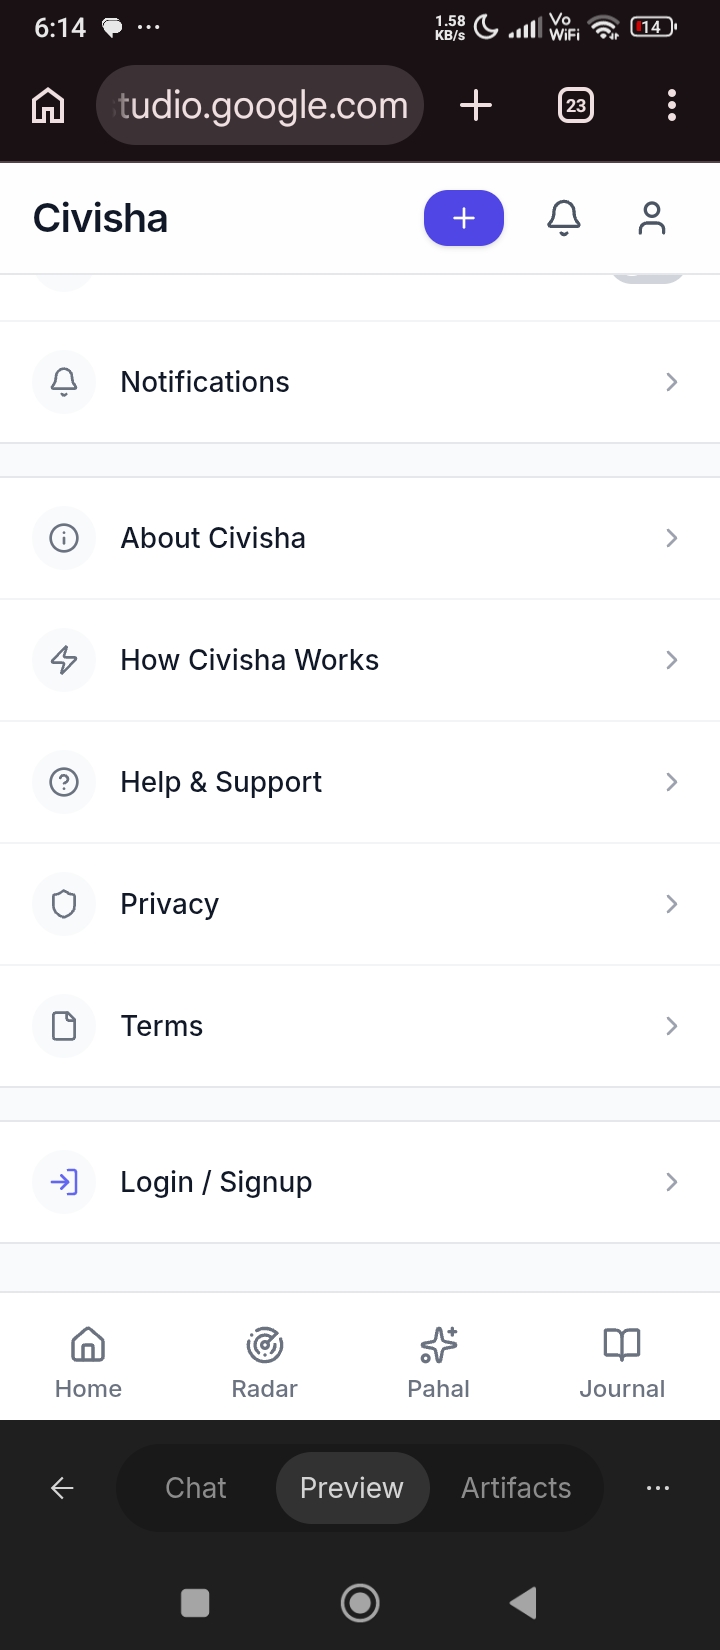 6:14
1.58
KB/s
Vo
WiFi
14
tudio.google.com
23
Civisha
Notifications
About Civisha
How Civisha Works
Help & Support
Privacy
Terms
Login / Signup
Home
Radar
Pahal
Journal
Chat
Preview
Artifacts